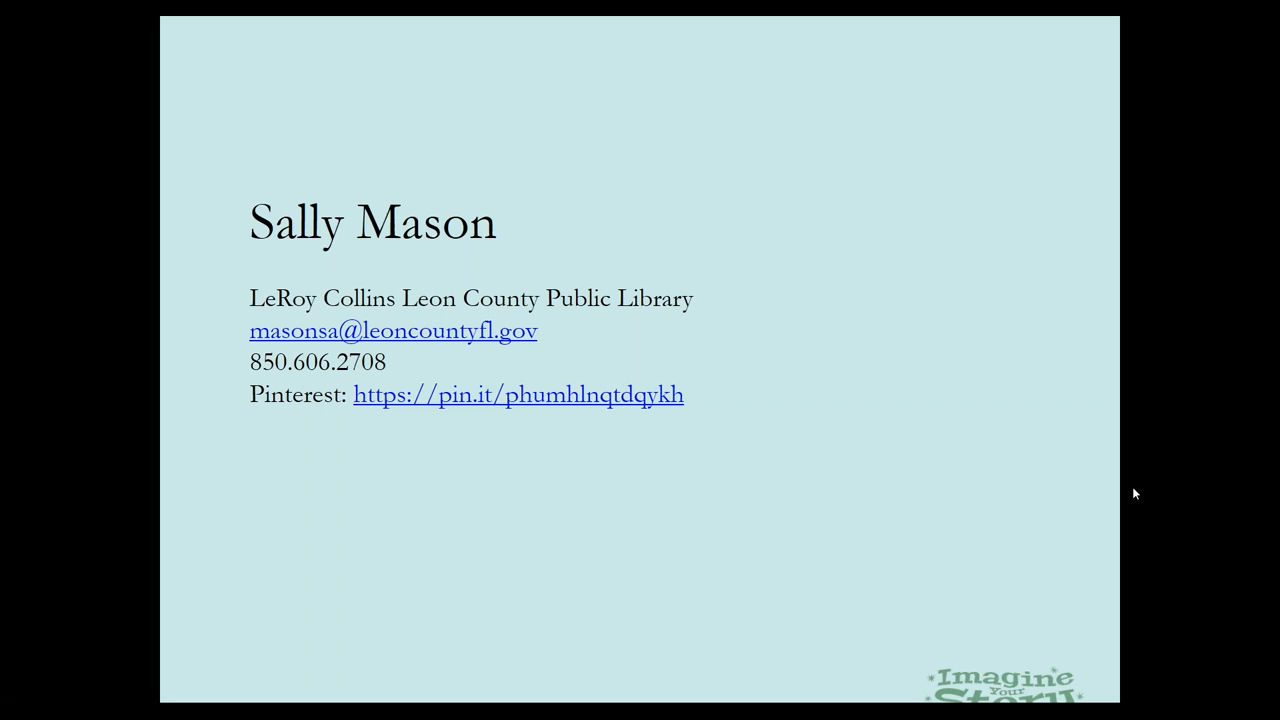 Sally Mason
LeRoy Collins Leon County Public Library
masonsa@leoncountyfl.gov
850.606.2708
Pinterest: https://pin.it/phumhlnqtdqykh
Imagine
Your
Story